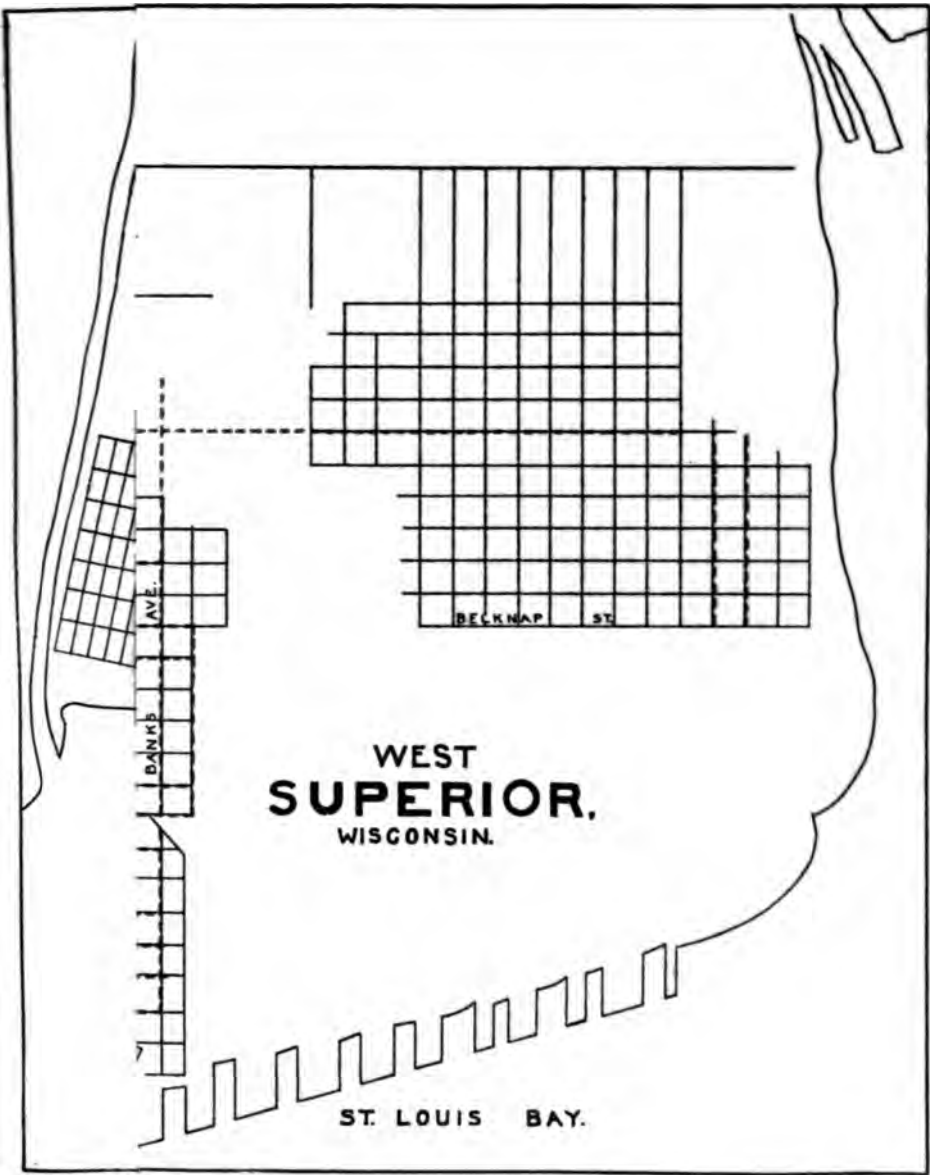 BECKNAP ST.
BANKS AVE.
WEST
SUPERIOR,
WISCONSIN.
ST. LOUIS BAY.